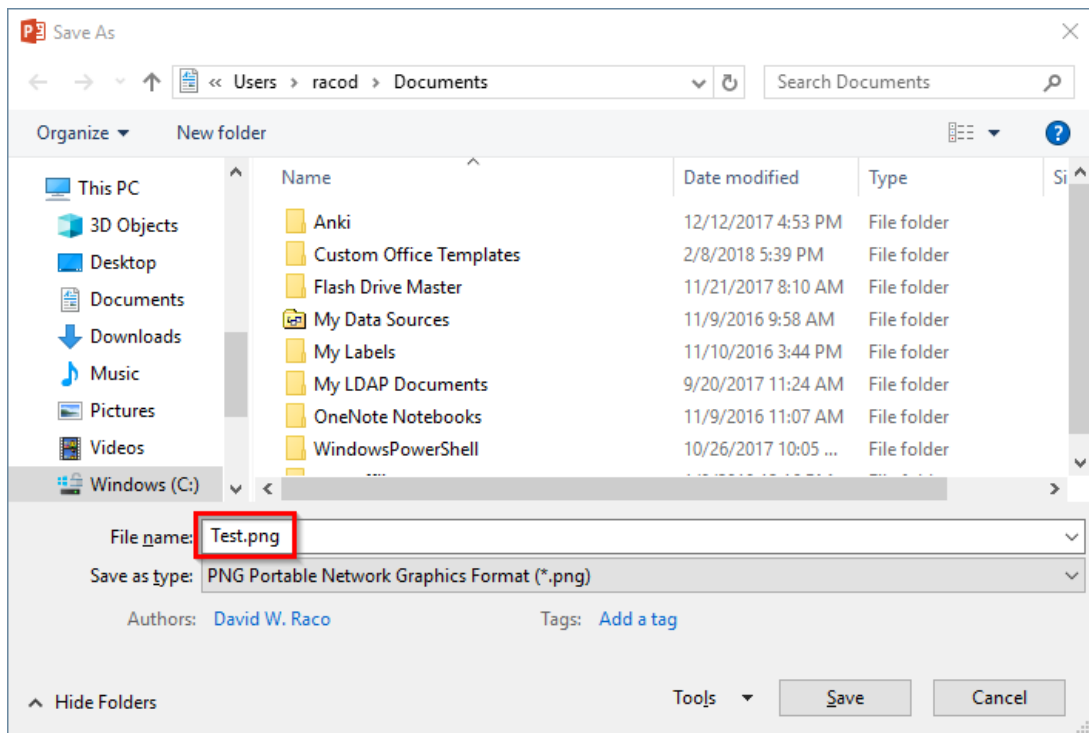 Save As
« Users > racod > Documents
Search Documents
Organize
New folder
Name Date modified Type Si
This PC
3D Objects
Desktop
Documents
Downloads
Music
Pictures
Videos
Windows (C:)
Anki 12/12/2017 4:53 PM File folder
Custom Office Templates 2/8/2018 5:39 PM File folder
Flash Drive Master 11/21/2017 8:10 AM File folder
My Data Sources 11/9/2016 9:58 AM File folder
My Labels 11/10/2016 3:44 PM File folder
My LDAP Documents 9/20/2017 11:24 AM File folder
OneNote Notebooks 11/9/2016 11:07 AM File folder
WindowsPowerShell 10/26/2017 10:05 ... File folder
File name: Test.png
Save as type: PNG Portable Network Graphics Format (*.png)
Authors: David W. Raco Tags: Add a tag
Hide Folders
Tools Save Cancel